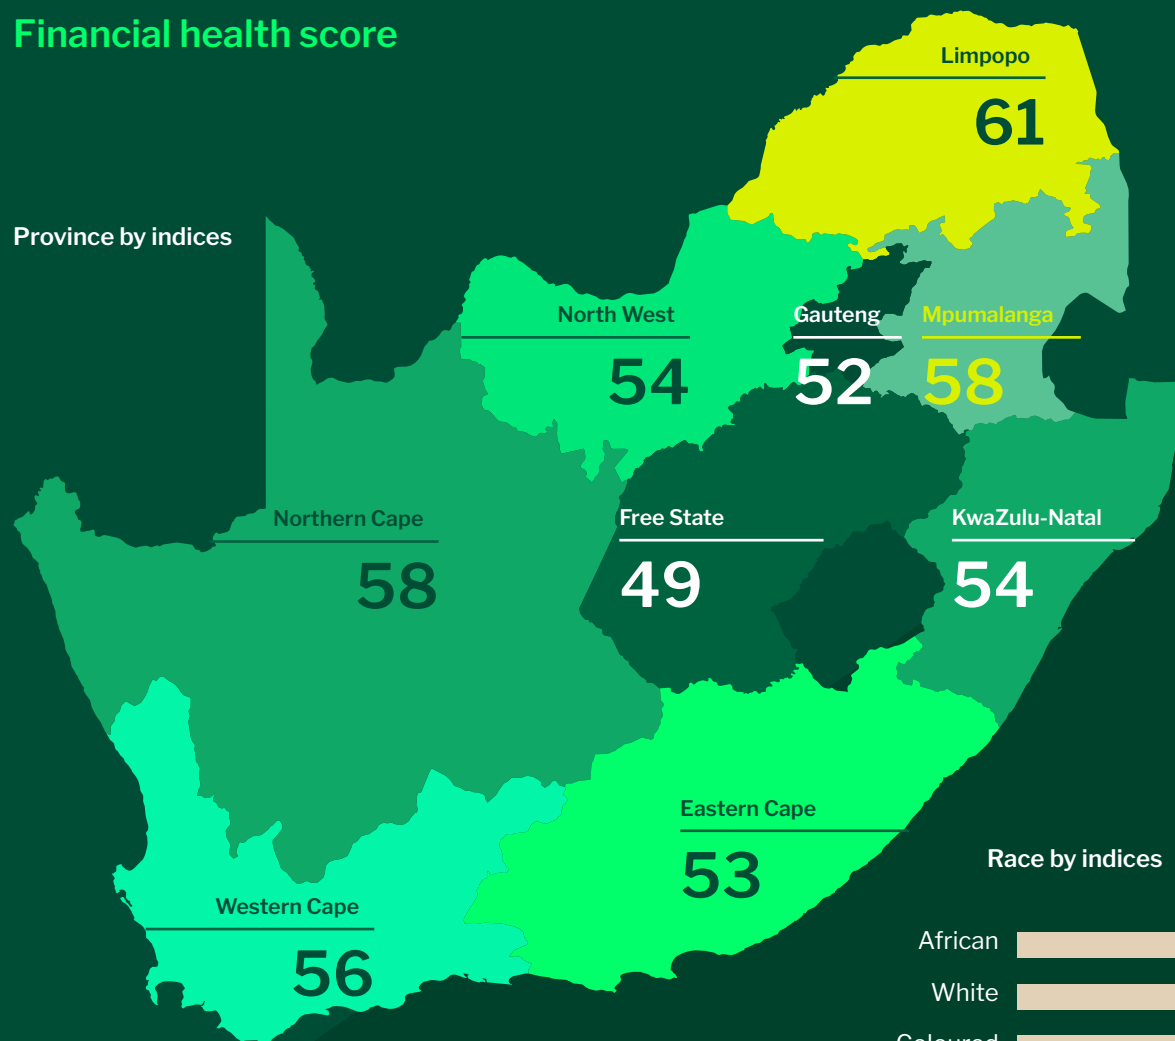 Financial health score
Limpopo
61
Province by indices
North West
54
Gauteng
52
Mpumalanga
58
Northern Cape
58
Free State
49
KwaZulu-Natal
54
Eastern Cape
53
Western Cape
56
Race by indices
African
White
Coloured